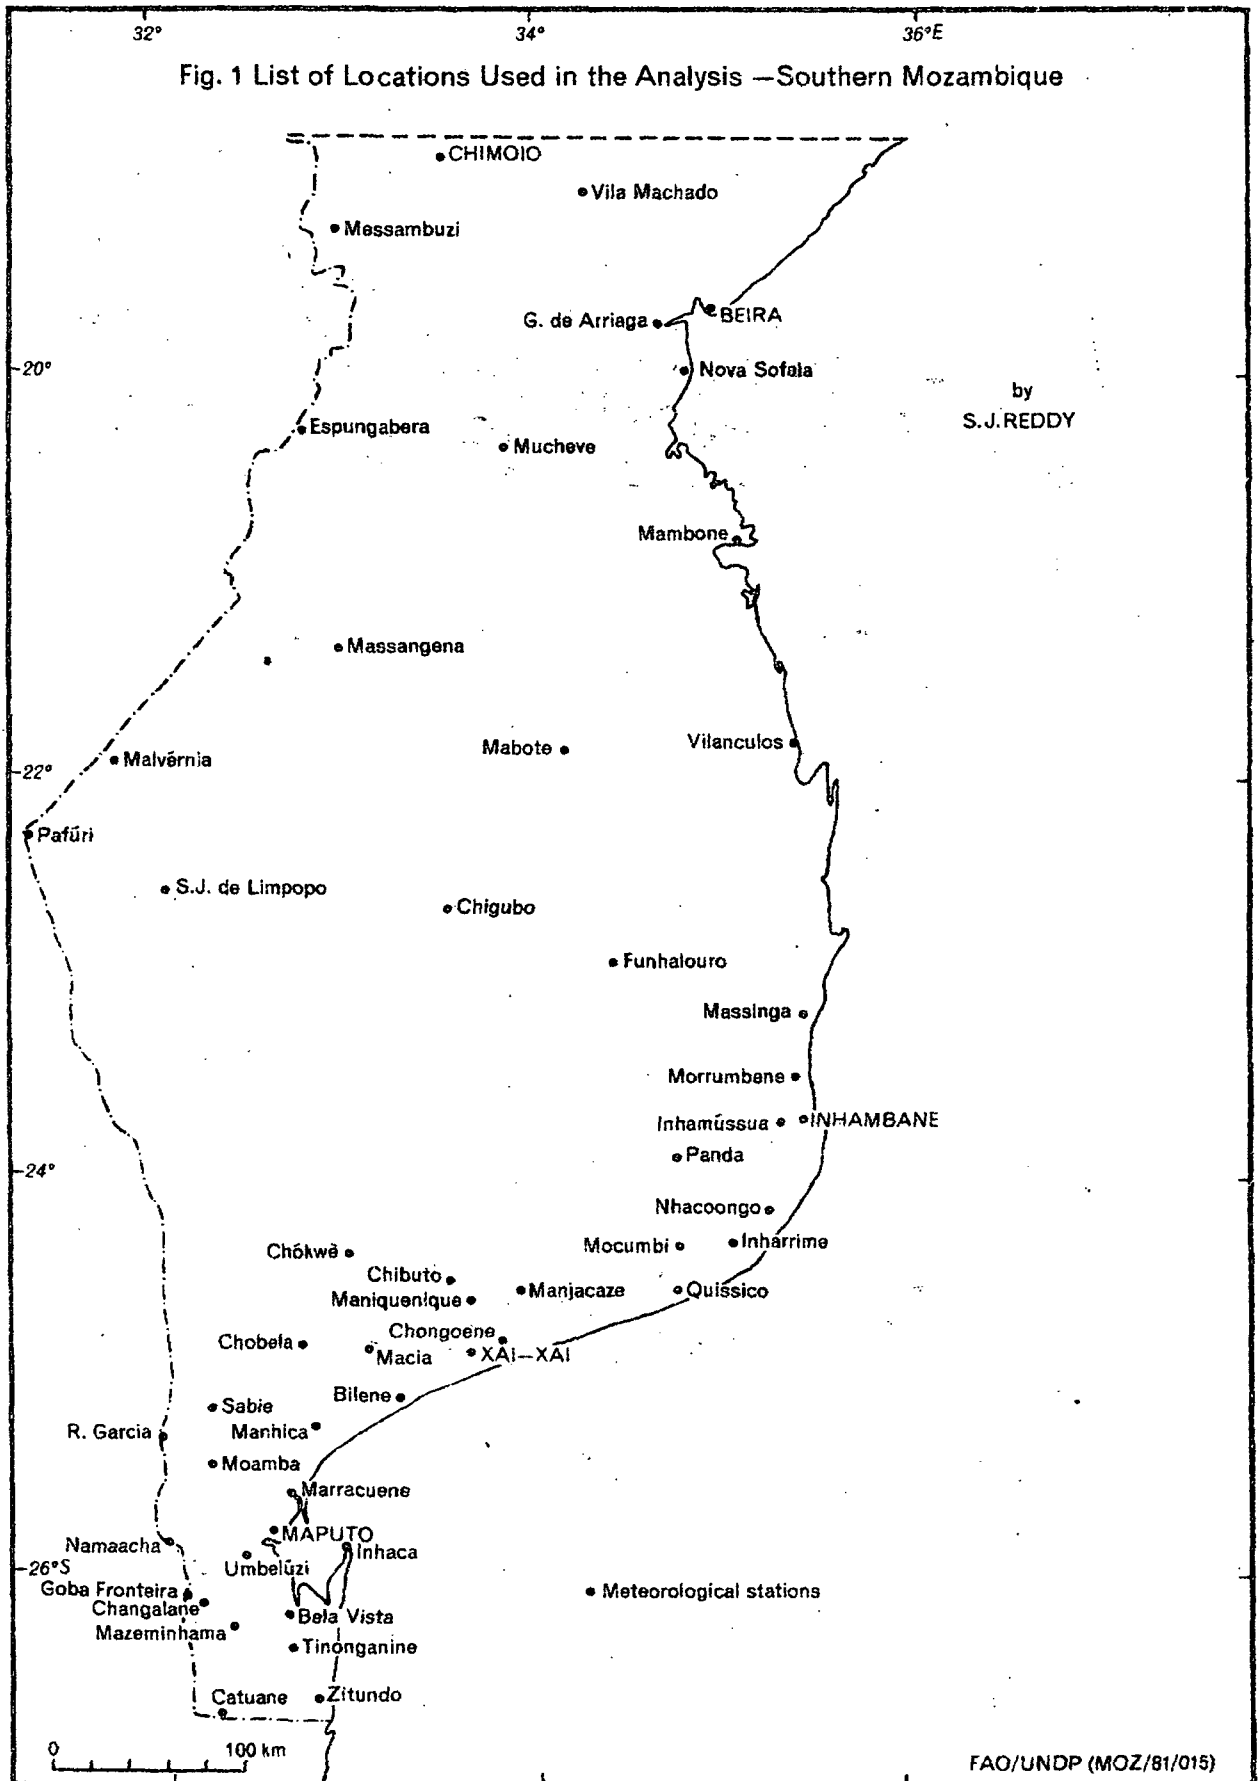 32°
34°
36°E
Fig. 1 List of Locations Used in the Analysis —Southern Mozambique
CHIMOIO
Vila Machado
Messambuzi
BEIRA
G. de Arriaga
20°
Nova Sofala
by
S.J.REDDY
Espungabera
Mucheve
Mambone
Massangena
Vilanculos
Mabote
Malvérnia
22°
Pafúri
S.J. de Limpopo
Chigubo
Funhalouro
Massinga
Morrumbene
Inhamússua
INHAMBANE
Panda
24°
Nhacoongo
Mocumbi
Inharrime
Chókwè
Chibuto
Maniquenique
Manjacaze
Quissico
Chongoene
Chobela
Macia
XAI–XAI
Bilene
Sabie
R. Garcia
Manhica
Moamba
Marracuene
MAPUTO
Namaacha
Inhaca
26°S
Umbelúzi
Goba Fronteira
Changalane
Meteorological stations
Bela Vista
Mazeminhama
Tinonganine
Catuane
Zitundo
0
100 km
FAO/UNDP (MOZ/81/015)